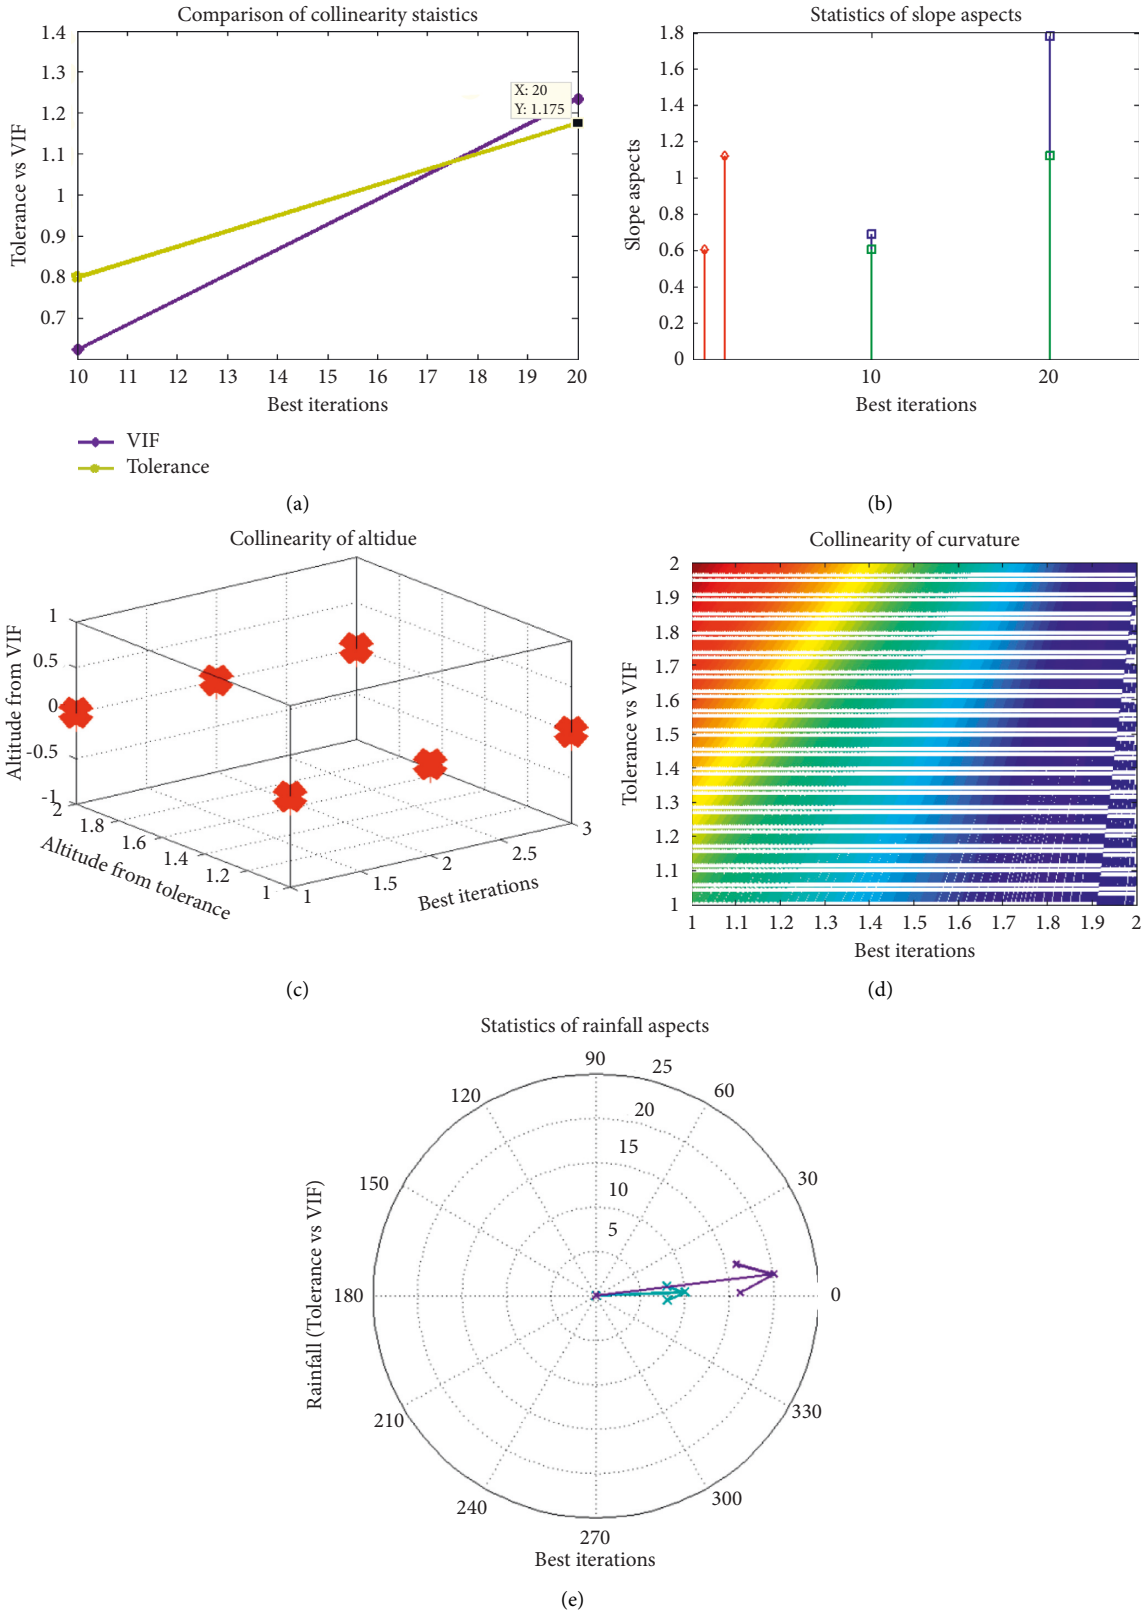 Comparison of collinearity staistics
1.4
1.3
1.2
1.1
1
0.9
0.8
0.7
Tolerance vs VIF
X: 20
Y: 1.175
10 11 12 13 14 15 16 17 18 19 20
Best iterations
VIF
Tolerance
(a)
Statistics of slope aspects
1.8
1.6
1.4
1.2
1
0.8
0.6
0.4
0.2
0
Slope aspects
10 20
Best iterations
(b)
Collinearity of altidue
1
0.5
0
-0.5
-1
Altitude from VIF
2 1.8 1.6 1.4 1.2 1
Altitude from tolerance
1 1.5 2 2.5 3
Best iterations
(c)
Collinearity of curvature
2
1.9
1.8
1.7
1.6
1.5
1.4
1.3
1.2
1.1
1
Tolerance vs VIF
1 1.1 1.2 1.3 1.4 1.5 1.6 1.7 1.8 1.9 2
Best iterations
(d)
Statistics of rainfall aspects
90
25
120
60
20
15
150
30
10
5
180
0
Rainfall (Tolerance vs VIF)
210
330
240
300
270
Best iterations
(e)